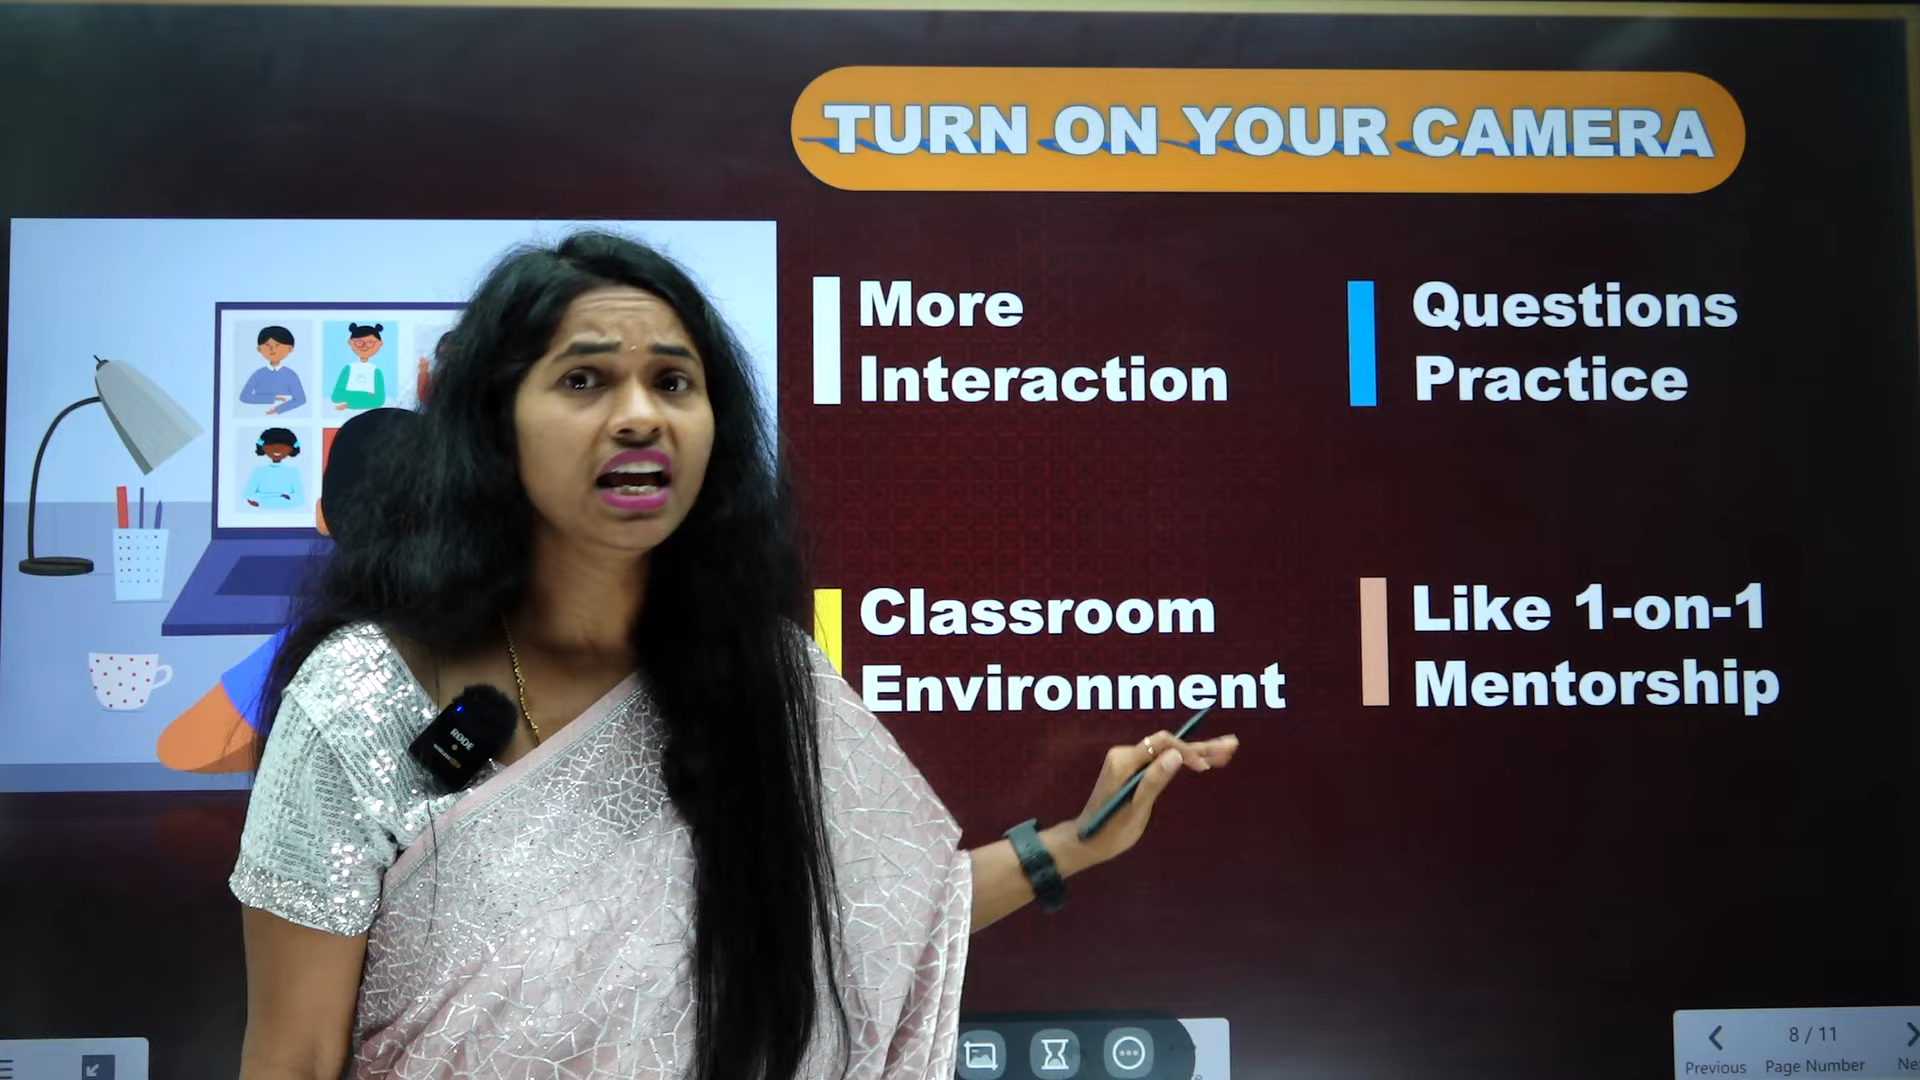 TURN ON YOUR CAMERA
More
Interaction
Questions
Practice
Classroom
Environment
Like 1-on-1
Mentorship
RØDE
8 / 11
Previous
Page Number